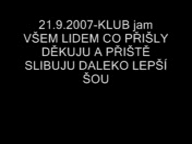 21.9.2007-KLUB jam
VŠEM LIDEM CO PŘIŠLY
DĚKUJU A PŘIŠTĚ
SLIBUJU DALEKO LEPŠÍ
ŠOU